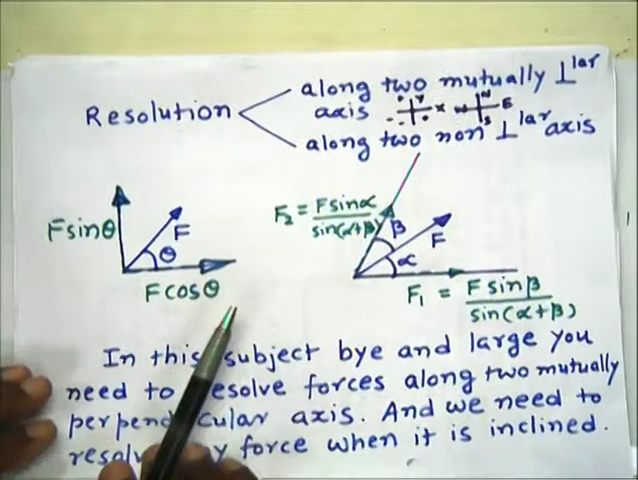 along two mutually ⊥lar
Resolution
axis Y X N W E S
along two non ⊥lar axis
F sinθ
F
θ
F cosθ
F2 = F sinα / sin(α+β)
β
F
α
F1 = F sinβ / sin(α+β)
In this subject bye and large you
need to resolve forces along two mutually
perpendicular axis. And we need to
force when it is inclined.